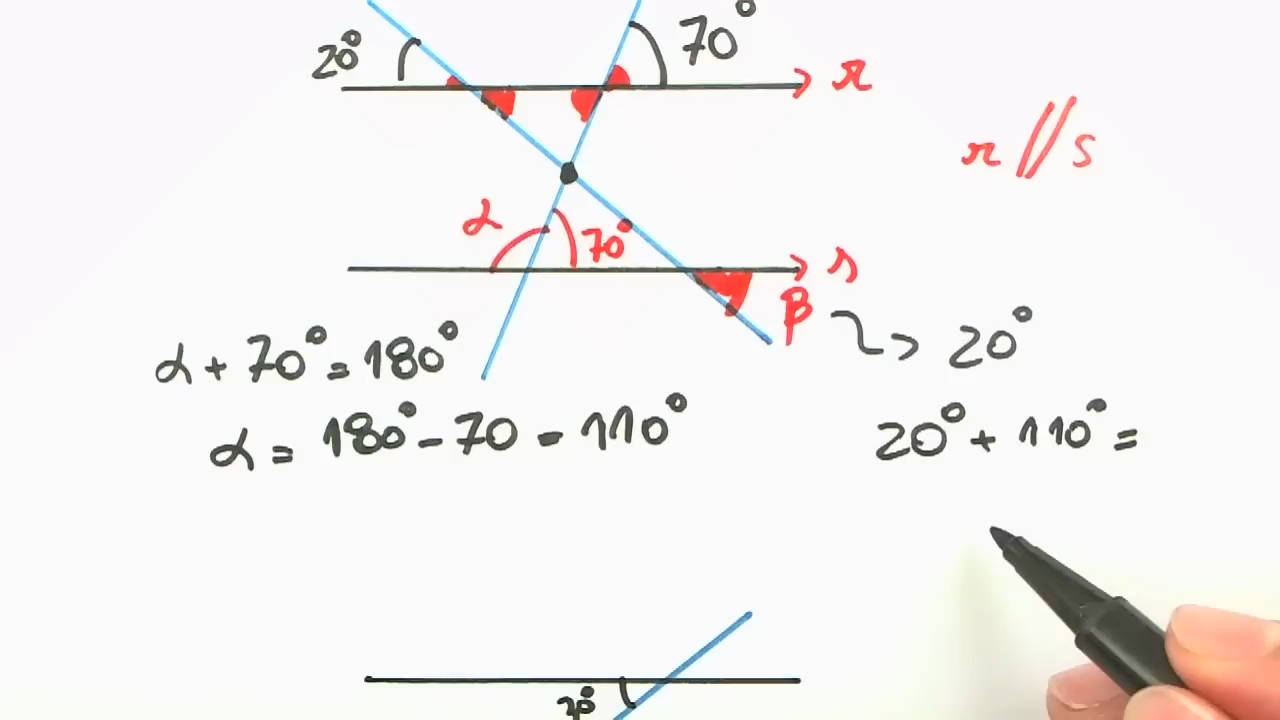 20° 70° r
r // s
α 70° s
β → 20°
α + 70° = 180°
α = 180° - 70 = 110°
20° + 110° =